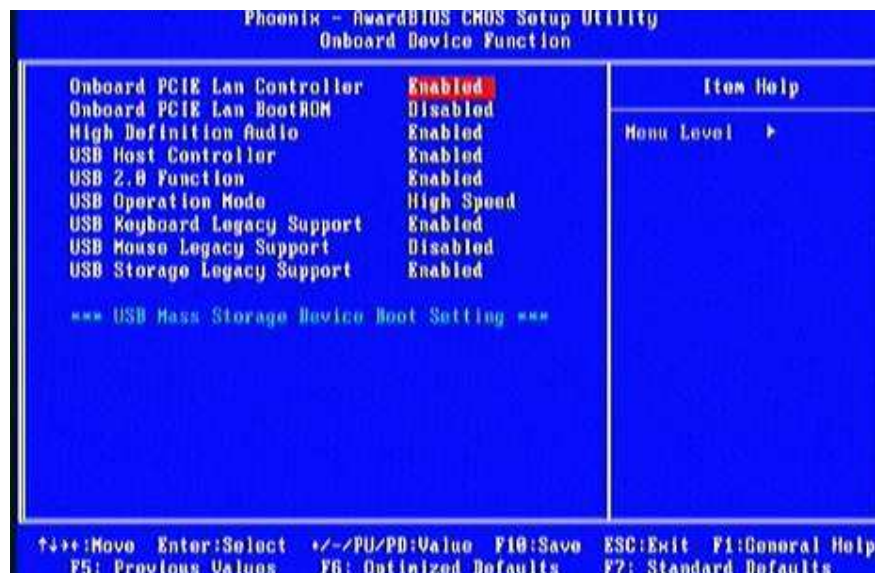 Phoenix - AwardBIOS CMOS Setup Utility
Onboard Device Function
Onboard PCIE Lan Controller Enabled
Onboard PCIE Lan BootROM Disabled
High Definition Audio Enabled
USB Host Controller Enabled
USB 2.0 Function Enabled
USB Operation Mode High Speed
USB Keyboard Legacy Support Enabled
USB Mouse Legacy Support Disabled
USB Storage Legacy Support Enabled
*** USB Mass Storage Device Boot Setting ***
Item Help
Menu Level ▶
↑↓→←:Move Enter:Select +/-/PU/PD:Value F10:Save ESC:Exit F1:General Help
F5: Previous Values F6: Optimized Defaults F7: Standard Defaults